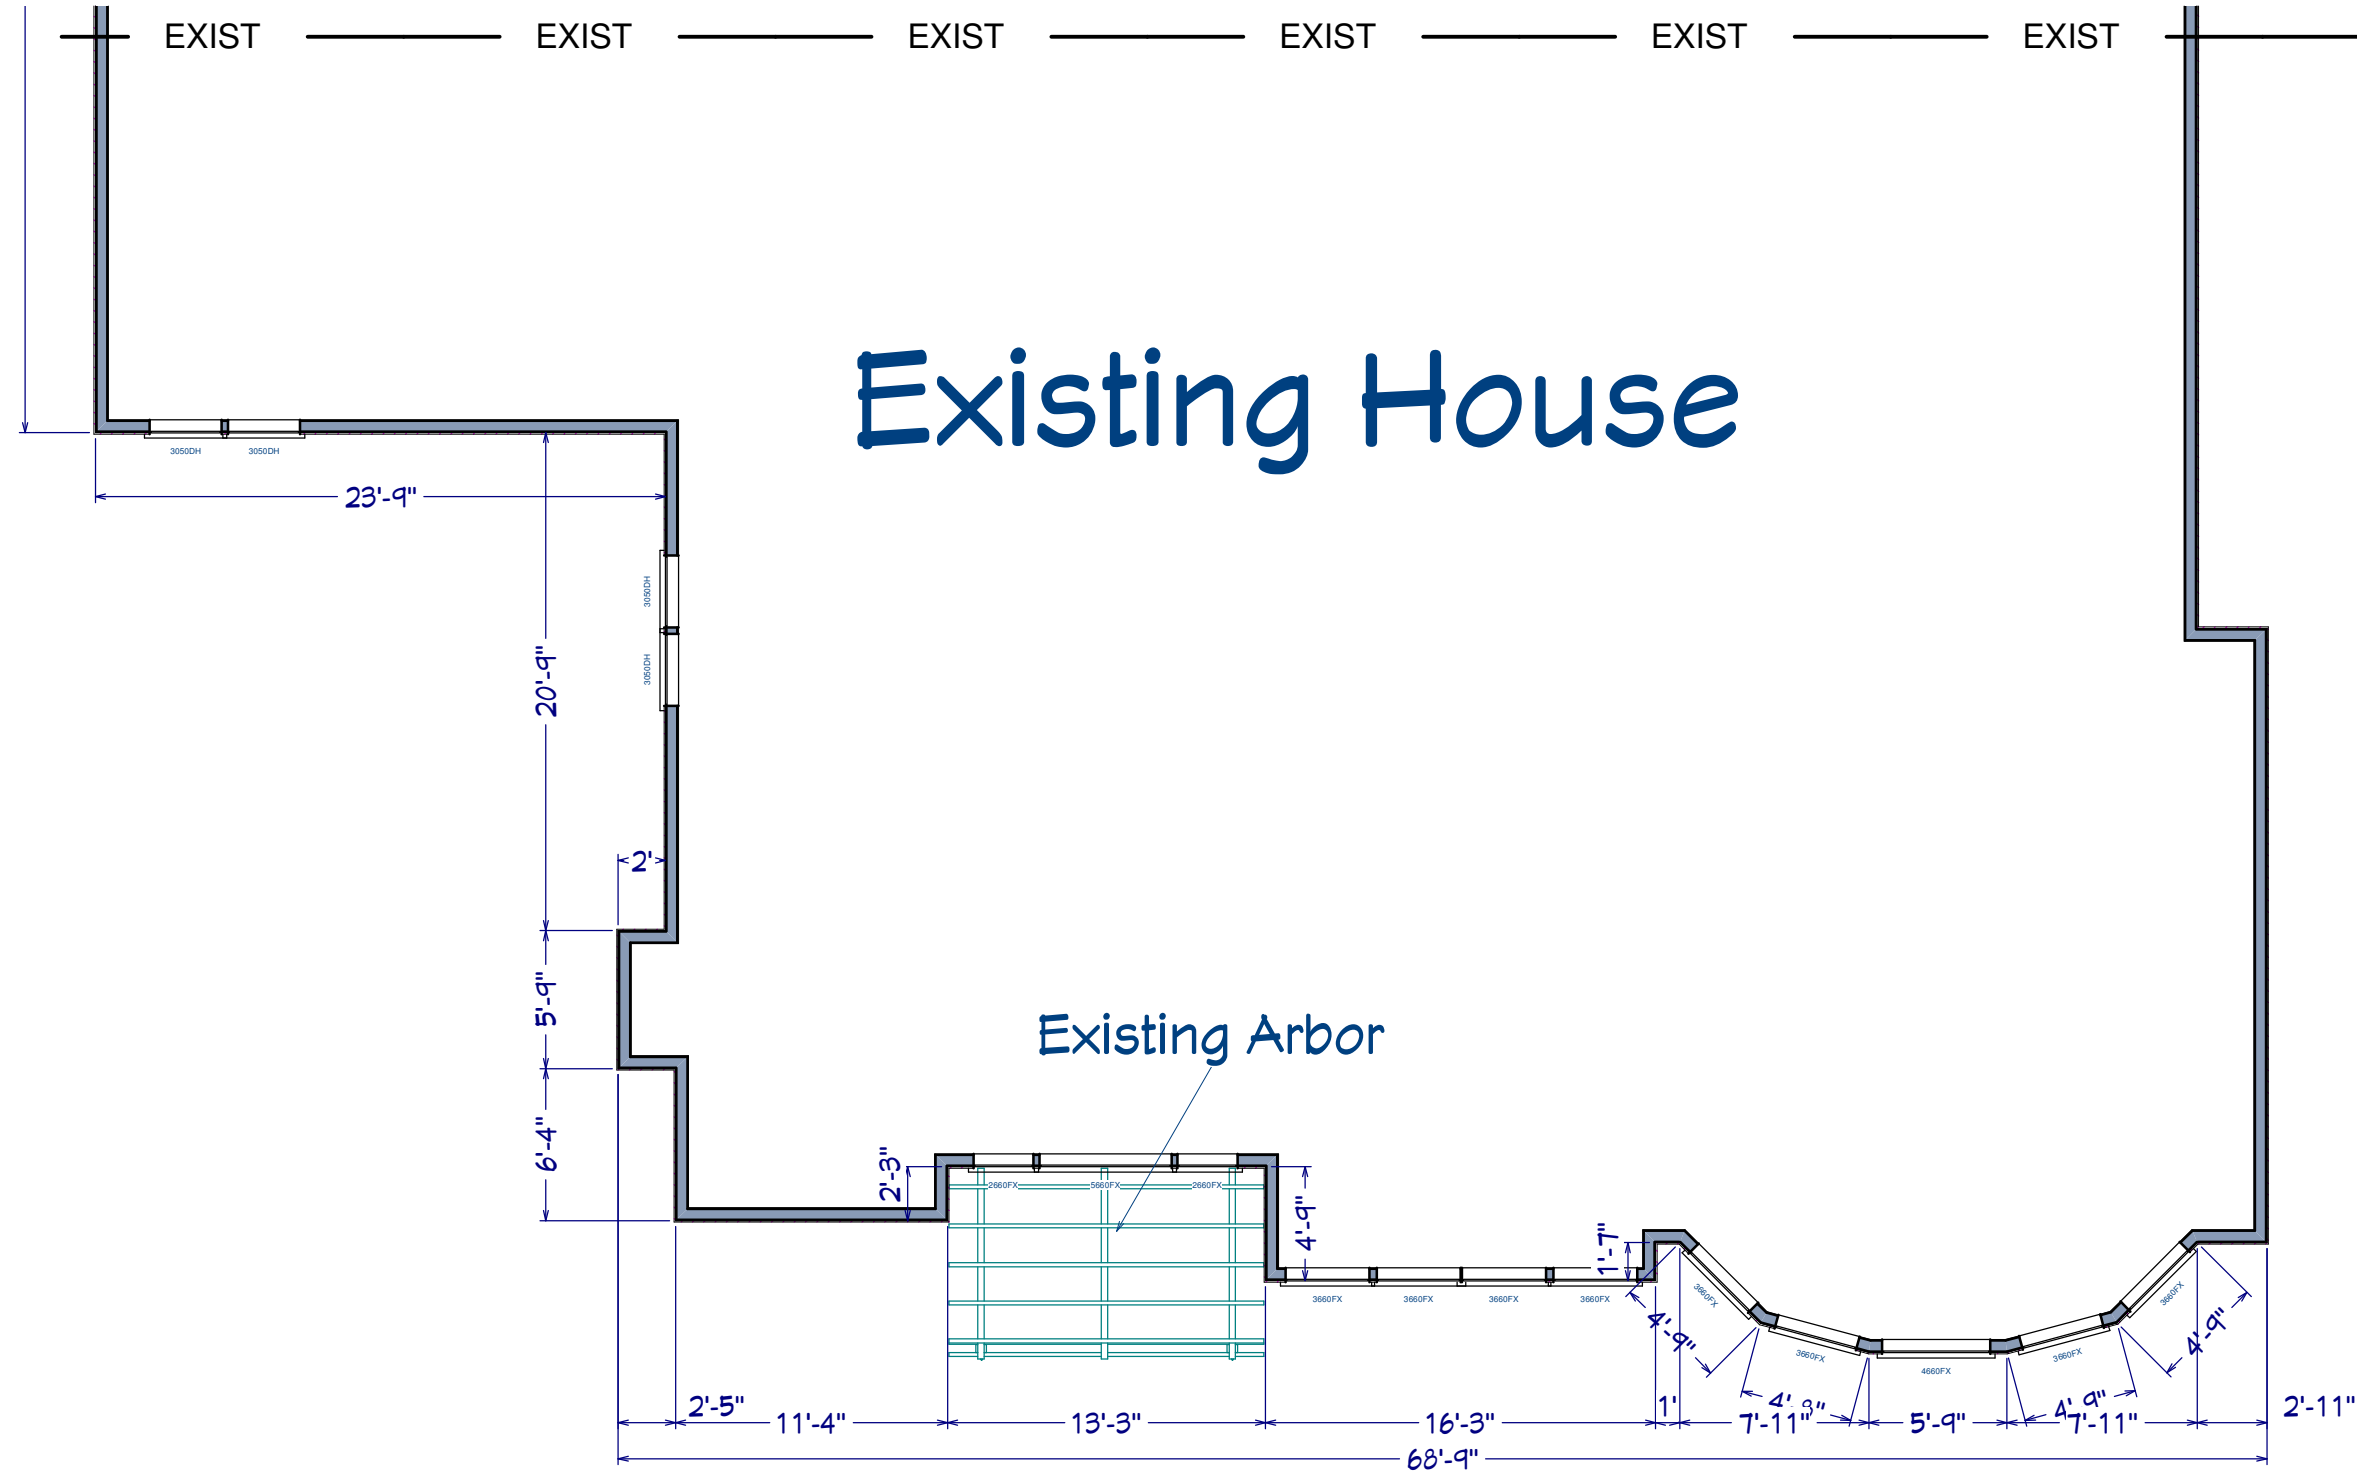 EXIST EXIST EXIST EXIST EXIST EXIST
Existing House
3050DH 3050DH
23'-9"
3050DH
3050DH
20'-9"
2'
5'-9"
Existing Arbor
6'-4"
2'-3"
2660FX 5660FX 2660FX
4'-9"
1'-7"
3660FX 3660FX 3660FX 3660FX
3660FX
3660FX
4660FX
3660FX
3660FX
4'-9"
4'-9"
4'-9"
2'-5" 11'-4" 13'-3" 16'-3" 1' 7'-11" 5'-9" 7'-11" 2'-11"
68'-9"